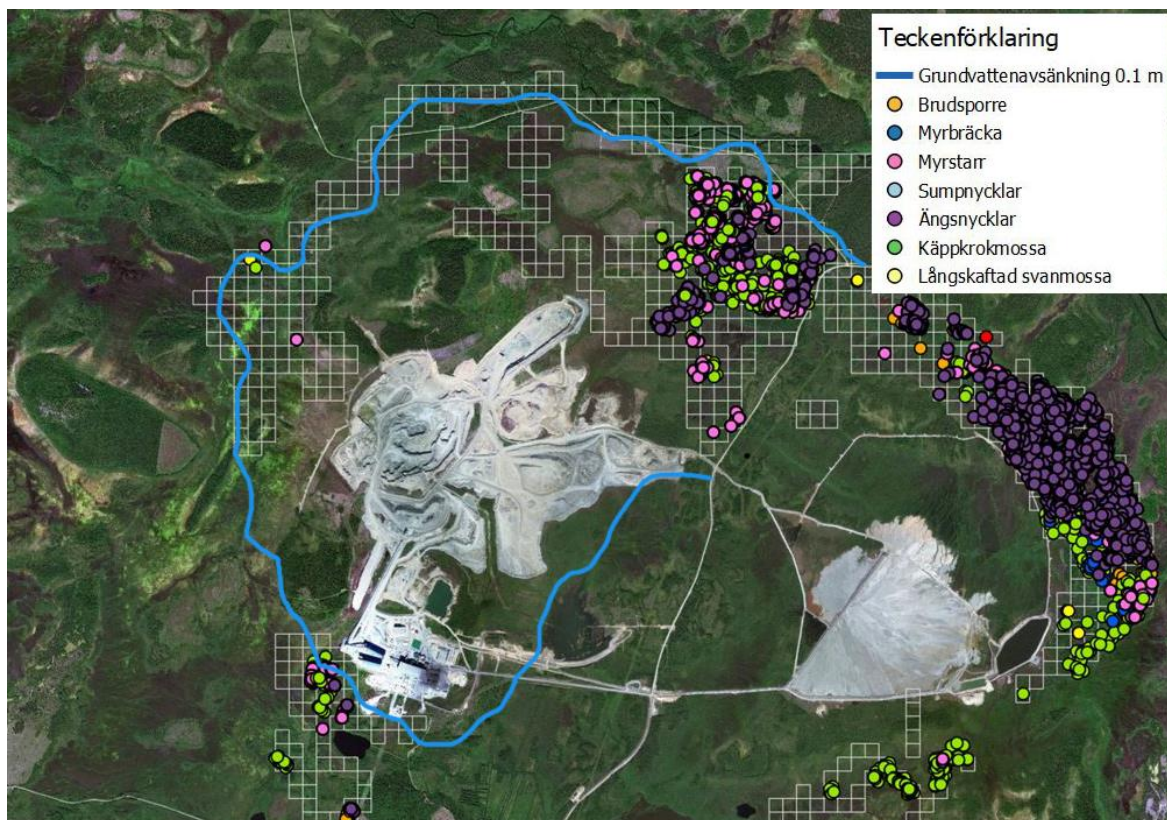 Teckenförklaring
Grundvattenavsänkning 0.1 m
Brudsporre
Myrbräcka
Myrstarr
Sumpnycklar
Ängsnycklar
Käppkrokmossa
Långskaftad svanmossa